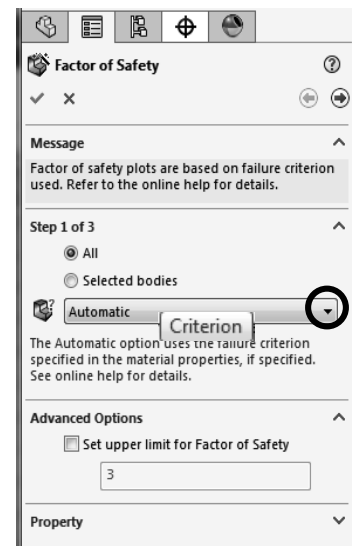 Factor of Safety
Message
Factor of safety plots are based on failure criterion
used. Refer to the online help for details.
Step 1 of 3
All
Selected bodies
Automatic
Criterion
The Automatic option uses the failure criterion
specified in the material properties, if specified.
See online help for details.
Advanced Options
Set upper limit for Factor of Safety
3
Property